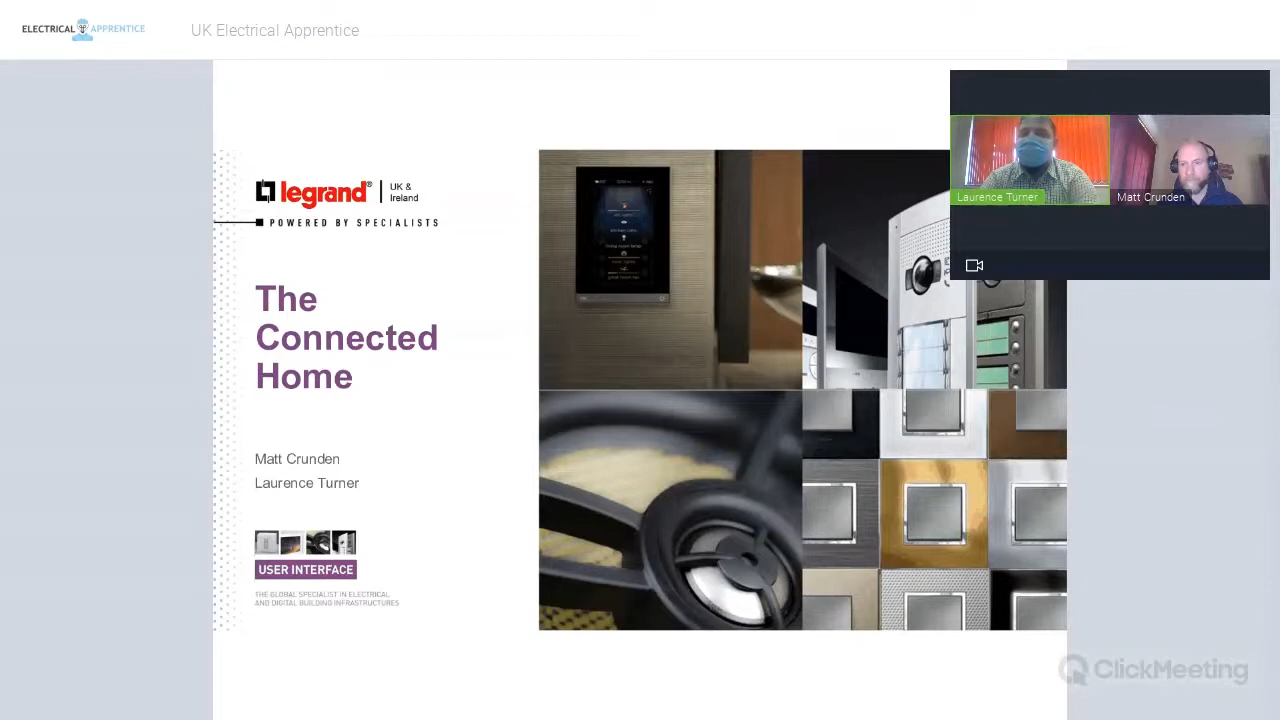 ELECTRICAL APPRENTICE
UK Electrical Apprentice
legrand® UK &
Ireland
POWERED BY SPECIALISTS
The
Connected
Home
Matt Crunden
Laurence Turner
USER INTERFACE
THE GLOBAL SPECIALIST IN ELECTRICAL
AND DIGITAL BUILDING INFRASTRUCTURES
Laurence Turner
Matt Crunden
ClickMeeting